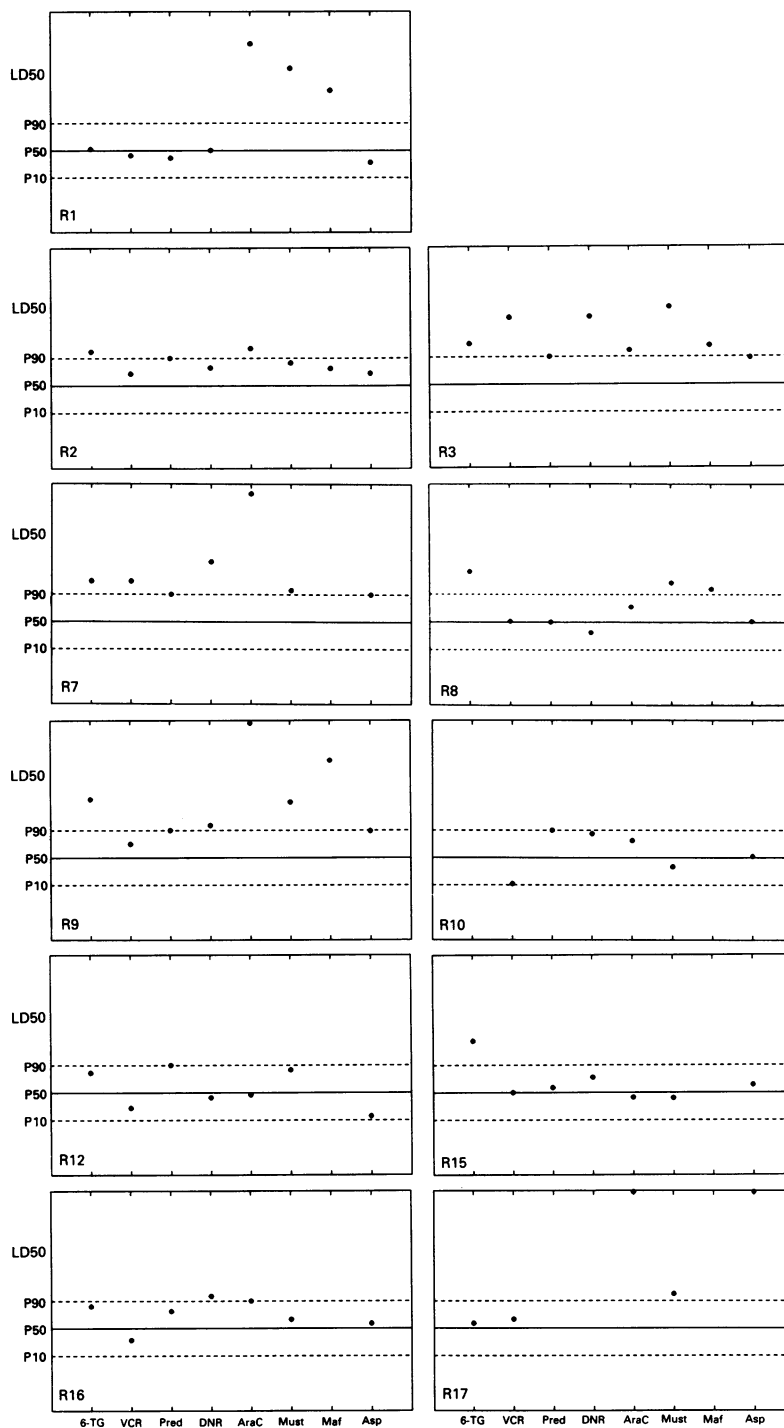 LD50
P90
P50
P10
R1
LD50
P90
P50
P10
R2
R3
LD50
P90
P50
P10
R7
R8
LD50
P90
P50
P10
R9
R10
LD50
P90
P50
P10
R12
R15
LD50
P90
P50
P10
R16
R17
6-TG VCR Pred DNR AraC Must Maf Asp
6-TG VCR Pred DNR AraC Must Maf Asp